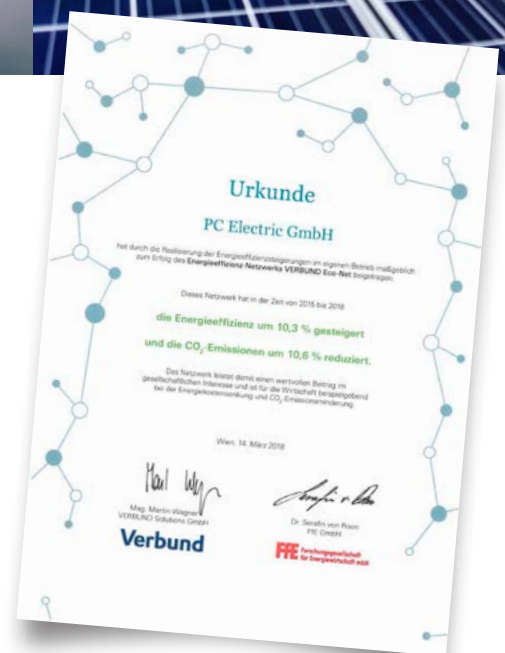 Urkunde
PC Electric GmbH
hat durch die Realisierung der Energieeffizienzsteigerungen im eigenen Betrieb maßgeblich
zum Erfolg des Energieeffizienz-Netzwerks VERBUND Eco-Net beigetragen.
Dieses Netzwerk hat in der Zeit von 2015 bis 2018
die Energieeffizienz um 10,3 % gesteigert
und die CO₂-Emissionen um 10,6 % reduziert.
Das Netzwerk leistet damit einen wertvollen Beitrag im
gesellschaftlichen Interesse und ist für die Wirtschaft beispielgebend
bei der Energiekostensenkung und CO₂-Emissionsminderung.
Wien, 14. März 2018
Mag. Martin Wagner
VERBUND Solutions GmbH
Verbund
Dr. Serafin von Roon
FfE GmbH
FFE Forschungsgesellschaft
für Energiewirtschaft mbH